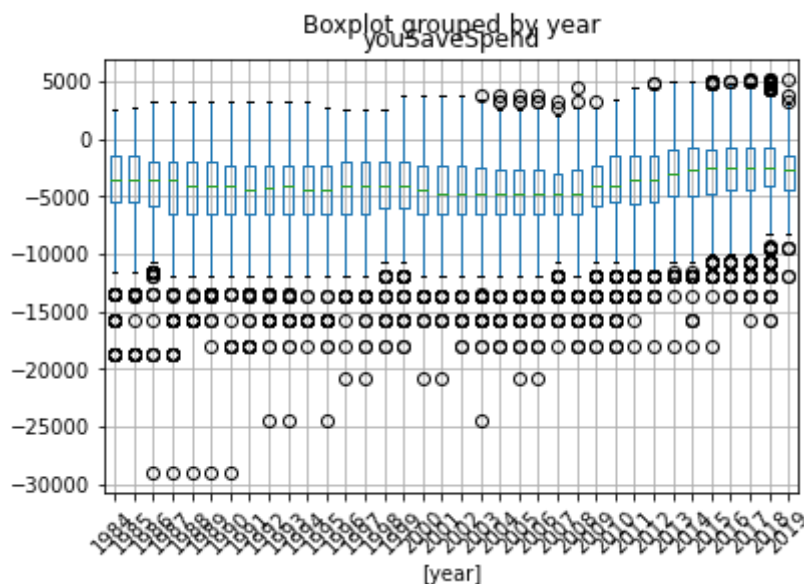 Boxplot grouped by year
youSaveSpend
5000
0
−5000
−10000
−15000
−20000
−25000
−30000
1984 1985 1986 1987 1988 1989 1990 1991 1992 1993 1994 1995 1996 1997 1998 1999 2000 2001 2002 2003 2004 2005 2006 2007 2008 2009 2010 2011 2012 2013 2014 2015 2016 2017 2018 2019
[year]